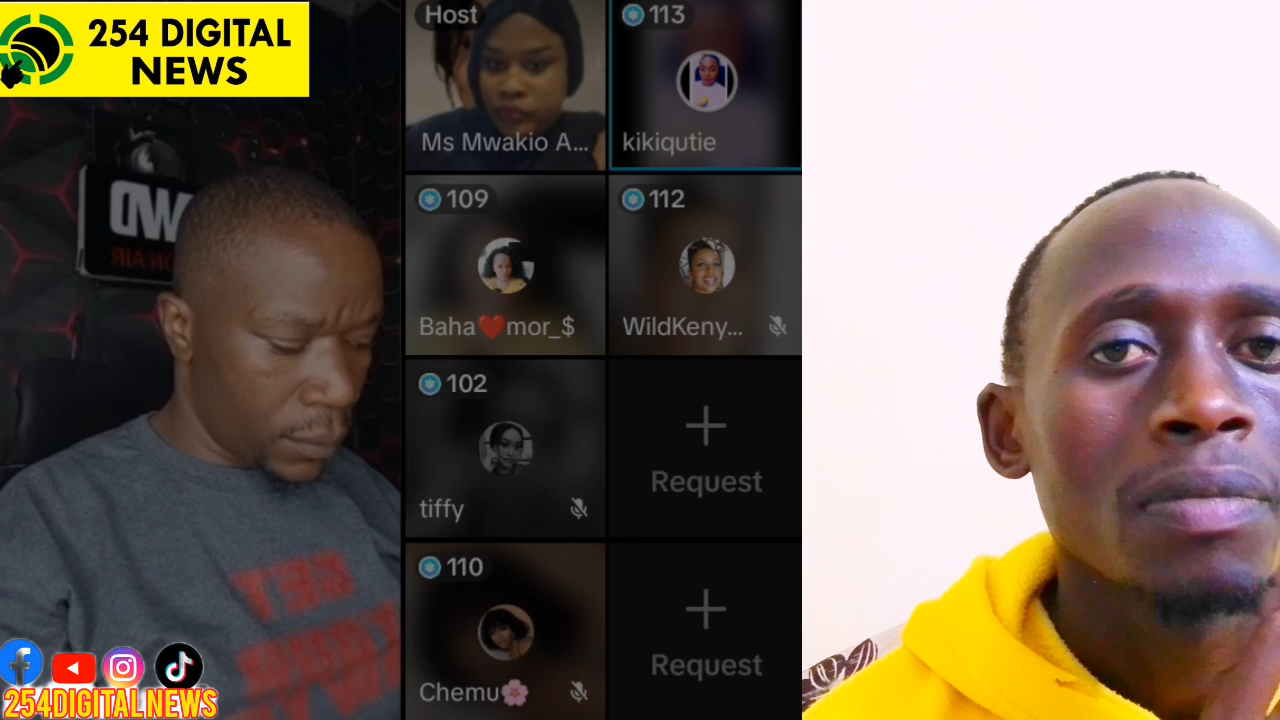 254 DIGITAL
NEWS
Host
113
Ms Mwakio A...
kikiqutie
109
112
Baha❤️mor_$
WildKeny...
102
tiffy
Request
110
Chemu🌸
Request
254DIGITALNEWS